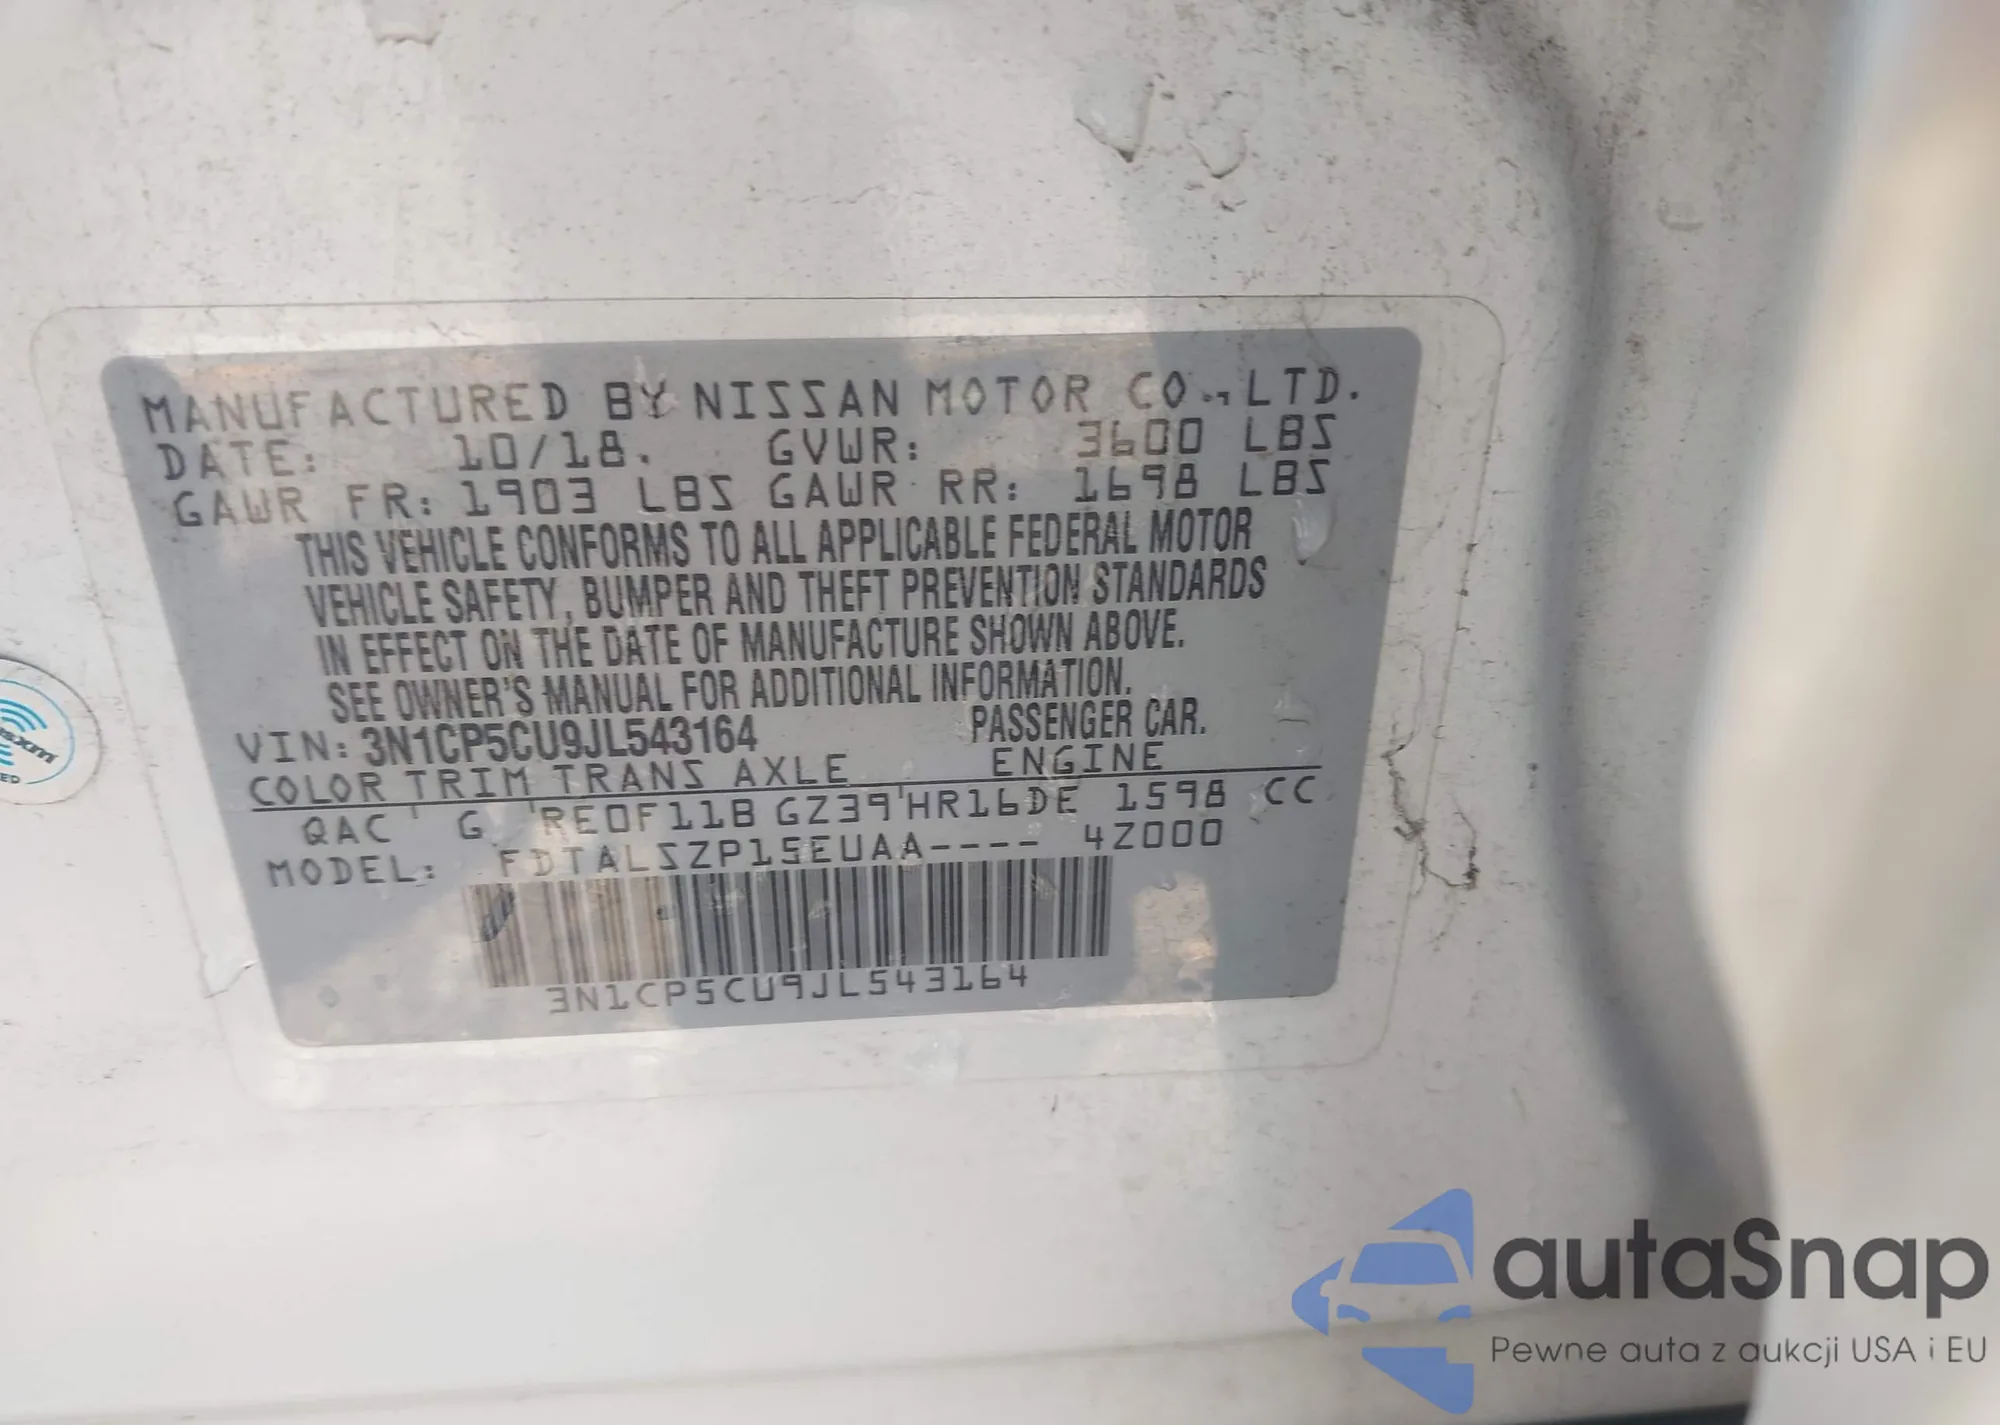 MANUFACTURED BY NISSAN MOTOR CO., LTD.
DATE: 10/18. GVWR: 3600 LBS
GAWR FR: 1903 LBS GAWR RR: 1698 LBS
THIS VEHICLE CONFORMS TO ALL APPLICABLE FEDERAL MOTOR
VEHICLE SAFETY, BUMPER AND THEFT PREVENTION STANDARDS
IN EFFECT ON THE DATE OF MANUFACTURE SHOWN ABOVE.
SEE OWNER'S MANUAL FOR ADDITIONAL INFORMATION.
VIN: 3N1CP5CU9JL543164 PASSENGER CAR.
COLOR TRIM TRANS AXLE ENGINE
QAC G RE0F11B GZ39 HR16DE 1598 CC
MODEL: FDTALSZP15EUAA---- 4Z000
3N1CP5CU9JL543164
autaSnap
Pewne auta z aukcji USA i EU